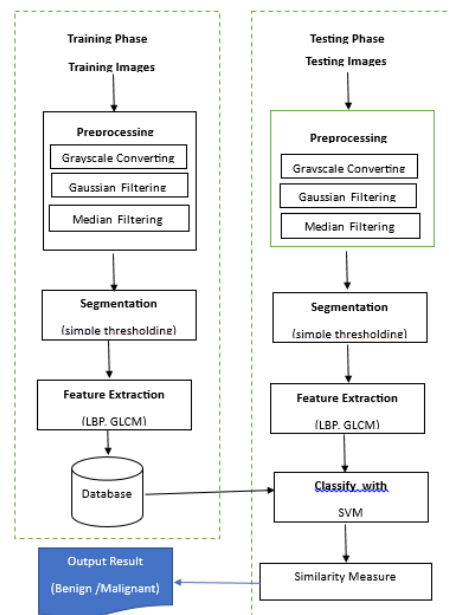 Training Phase
Training Images
Preprocessing
Grayscale Converting
Gaussian Filtering
Median Filtering
Segmentation
(simple thresholding)
Feature Extraction
(LBP, GLCM)
Database
Output Result
(Benign /Malignant)
Testing Phase
Testing Images
Preprocessing
Grayscale Converting
Gaussian Filtering
Median Filtering
Segmentation
(simple thresholding)
Feature Extraction
(LBP, GLCM)
Classify with
SVM
Similarity Measure